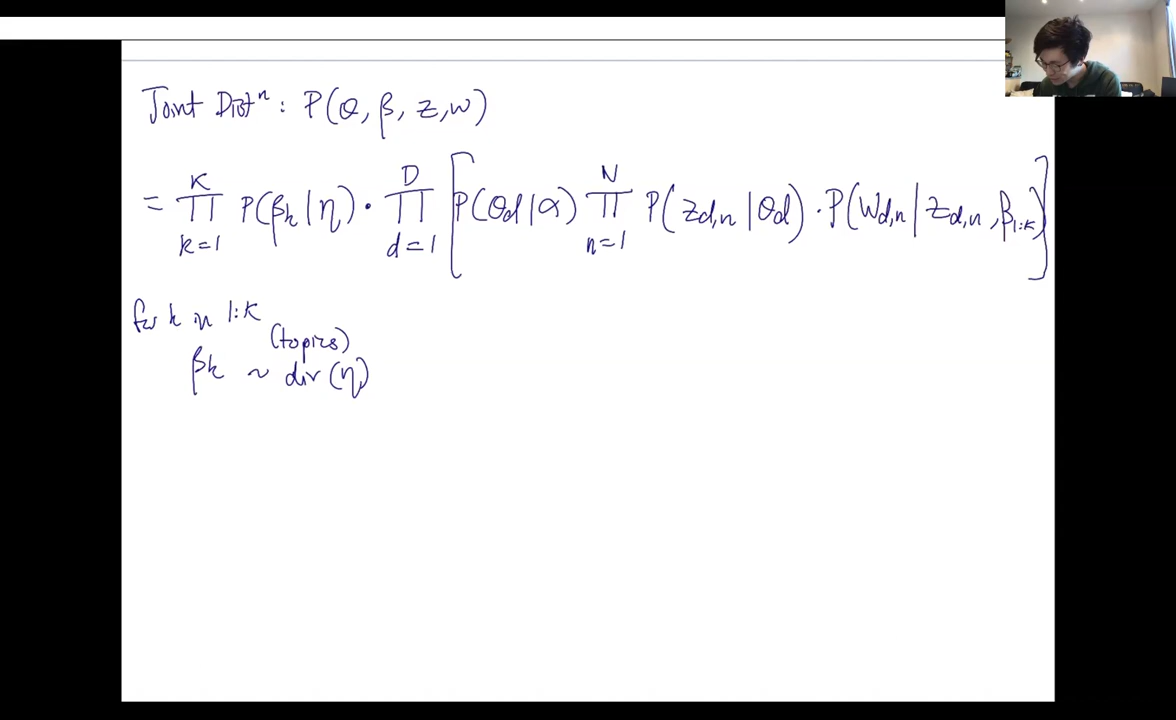 Joint Distⁿ: P(θ, β, z, w)
= ∏_{k=1}^{K} P(βk | η) · ∏_{d=1}^{D} [P(θd | α) ∏_{n=1}^{N} P(zd,n | θd) · P(wd,n | zd,n, β1:K)]
for k in 1:K
(topics)
βk ~ dir(η)